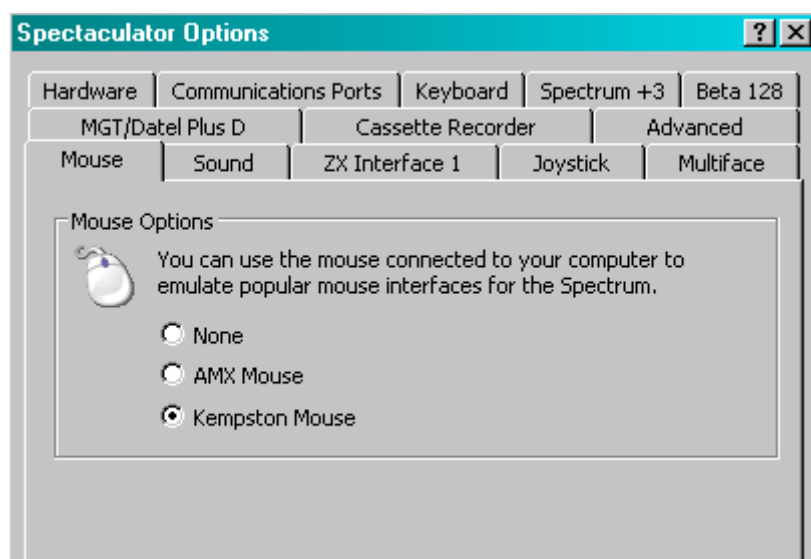 Spectaculator Options
Hardware Communications Ports Keyboard Spectrum +3 Beta 128
MGT/Datel Plus D Cassette Recorder Advanced
Mouse Sound ZX Interface 1 Joystick Multiface
Mouse Options
You can use the mouse connected to your computer to
emulate popular mouse interfaces for the Spectrum.
None
AMX Mouse
Kempston Mouse